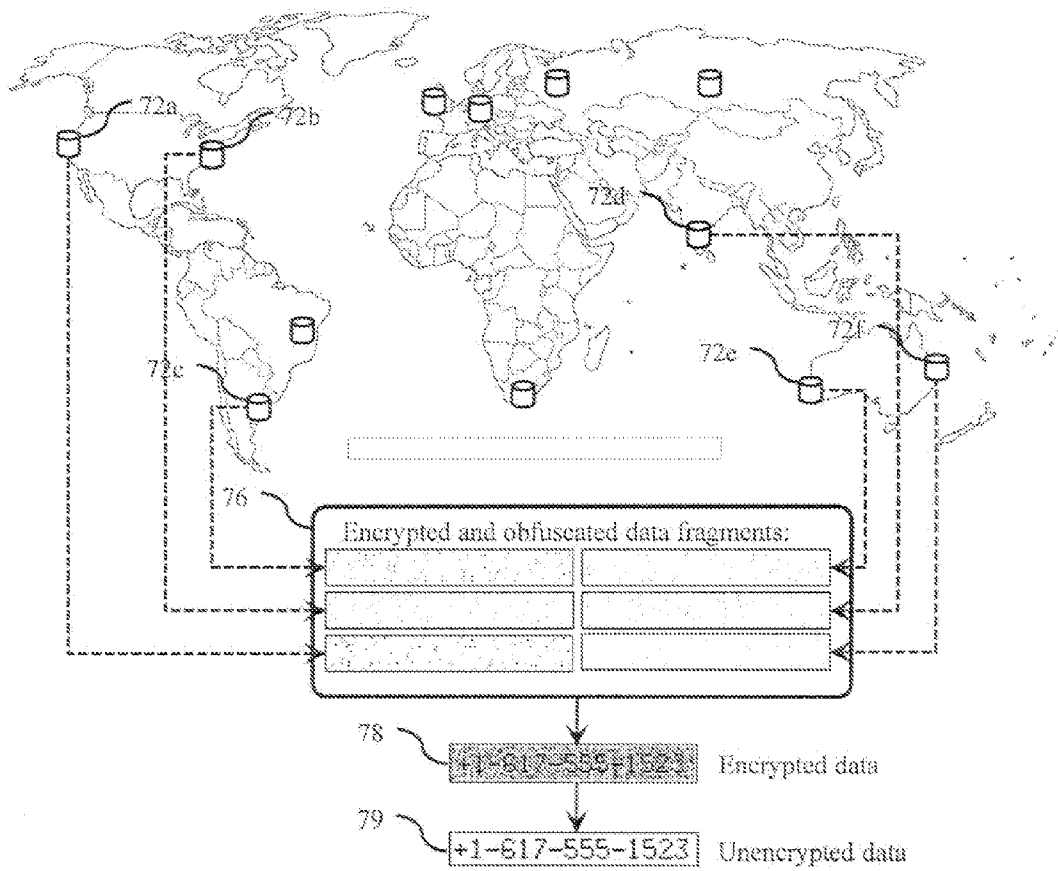 72a
72b
72d
72f
72c
72e
76
Encrypted and obfuscated data fragments:
78
+1-617-555-1523
Encrypted data
79
+1-617-555-1523
Unencrypted data